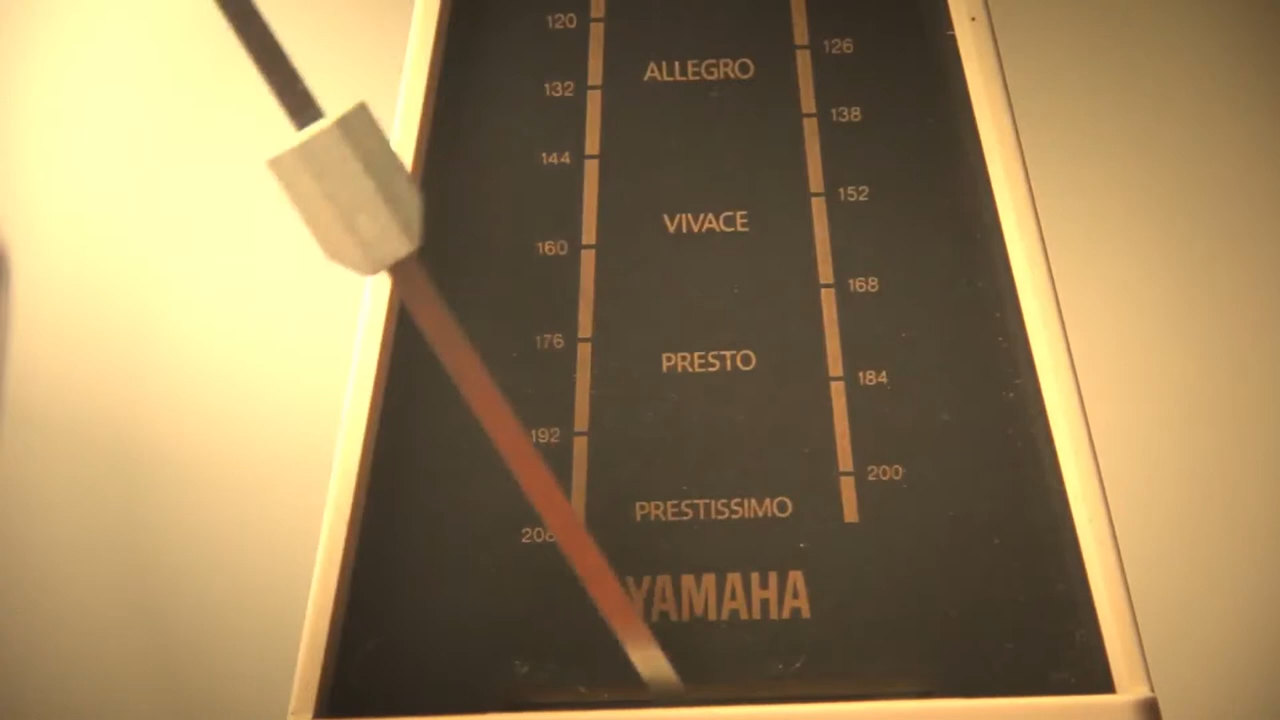 120
126
ALLEGRO
132
138
144
152
VIVACE
160
168
176
PRESTO
184
192
200
PRESTISSIMO
208
YAMAHA